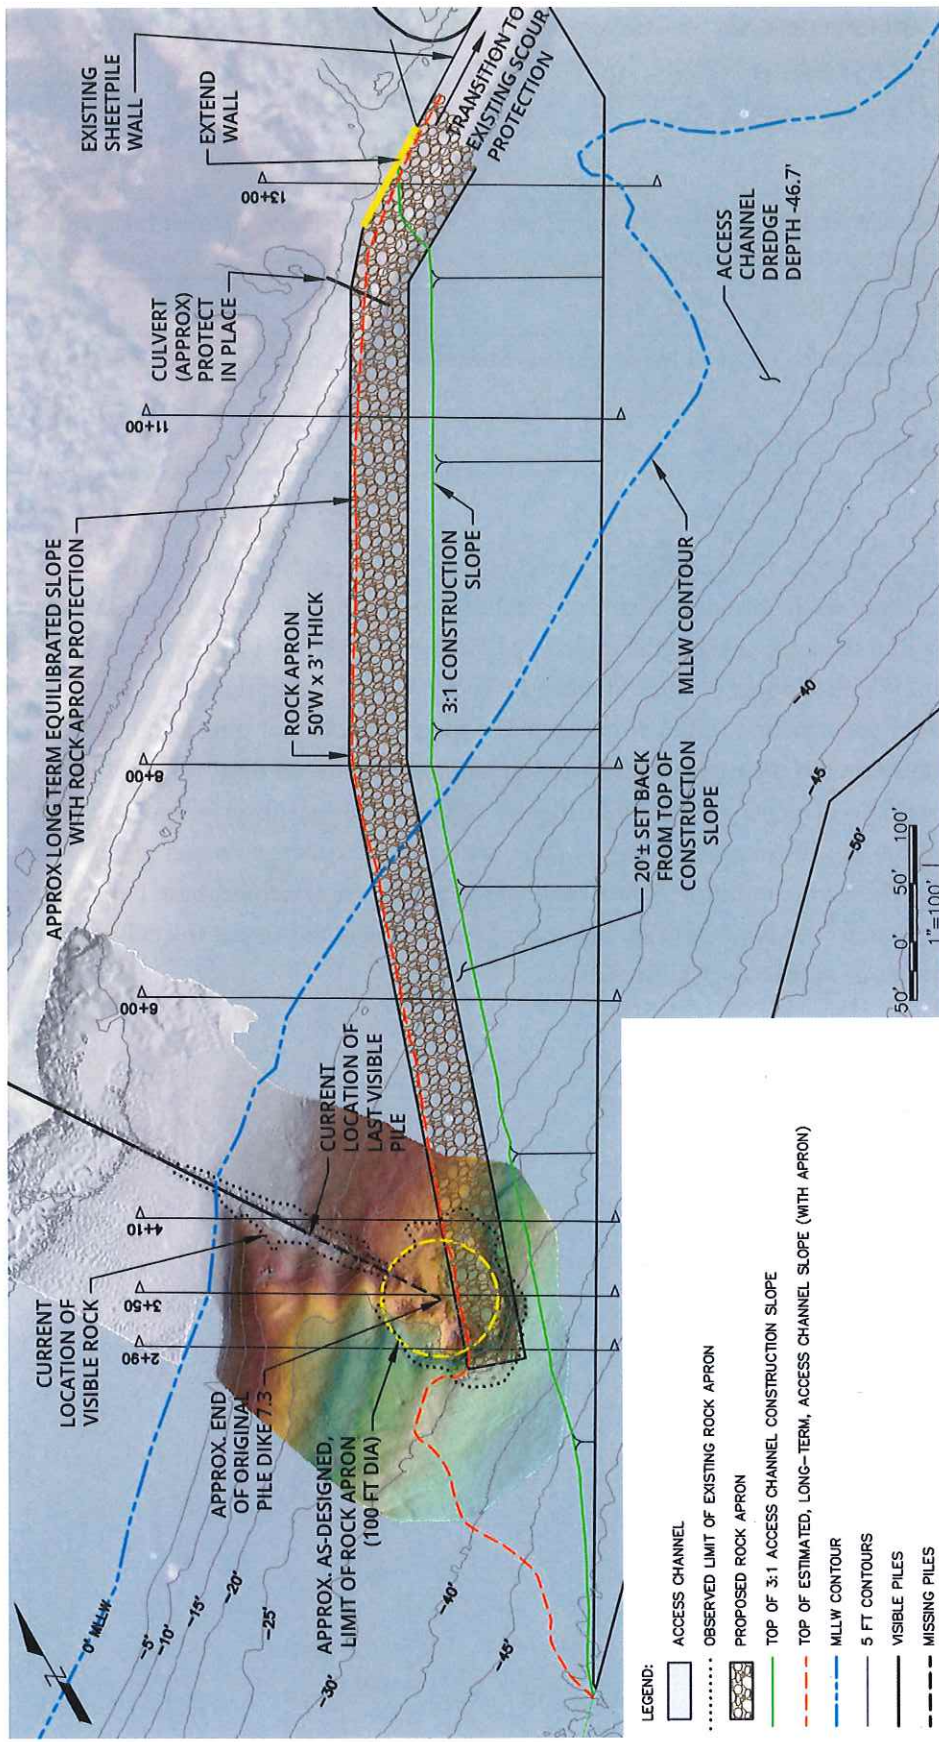 EXISTING
SHEETPILE
WALL
EXTEND
WALL
13+00
TRANSITION TO
EXISTING SCOUR
PROTECTION
CULVERT
(APPROX)
PROTECT
IN PLACE
11+00
ACCESS
CHANNEL
DREDGE
DEPTH -46.7'
APPROX. LONG TERM EQUILIBRATED SLOPE
WITH ROCK APRON PROTECTION
ROCK APRON
50'W x 3' THICK
3:1 CONSTRUCTION
SLOPE
MLLW CONTOUR
8+00
20'± SET BACK
FROM TOP OF
CONSTRUCTION
SLOPE
-40
-45
-50'
6+00
CURRENT
LOCATION OF
LAST VISIBLE
PILE
4+10
CURRENT
LOCATION OF
VISIBLE ROCK
3+50
2+90
APPROX. END
OF ORIGINAL
PILE DIKE 7.3
APPROX. AS-DESIGNED,
LIMIT OF ROCK APRON
(100 FT DIA)
0' MLLW
-5'
-10'
-15'
-20'
-25'
-30'
-40'
-45'
50'
0'
50'
100'
1"=100'
LEGEND:
ACCESS CHANNEL
OBSERVED LIMIT OF EXISTING ROCK APRON
PROPOSED ROCK APRON
TOP OF 3:1 ACCESS CHANNEL CONSTRUCTION SLOPE
TOP OF ESTIMATED, LONG-TERM, ACCESS CHANNEL SLOPE (WITH APRON)
MLLW CONTOUR
5 FT CONTOURS
VISIBLE PILES
MISSING PILES